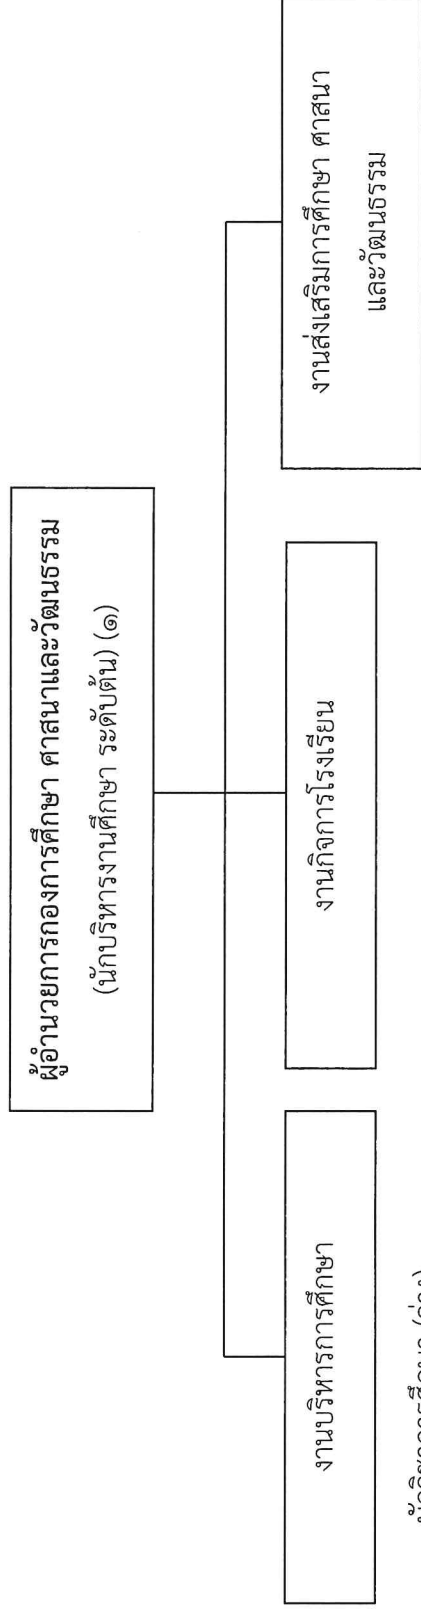 ผู้อำนวยการกองการศึกษา ศาสนาและวัฒนธรรม
(นักบริหารงานศึกษา ระดับต้น) (๑)
งานบริหารการศึกษา
งานกิจการโรงเรียน
งานส่งเสริมการศึกษา ศาสนา
และวัฒนธรรม